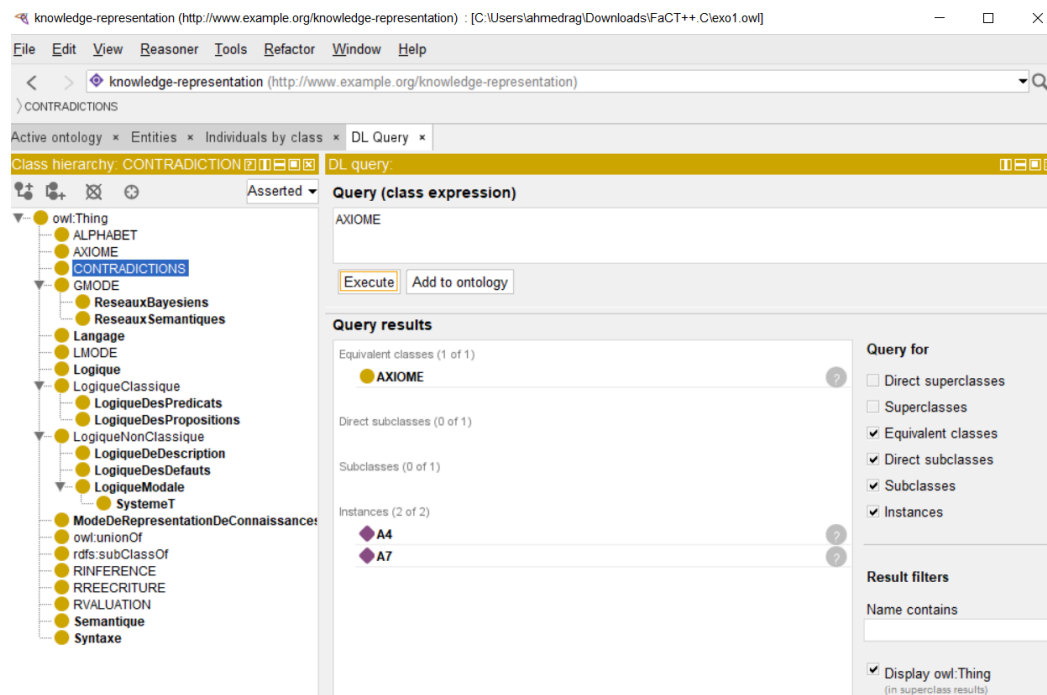 knowledge-representation (http://www.example.org/knowledge-representation) : [C:\Users\ahmedrag\Downloads\FaCT++.C\exo1.owl]
File Edit View Reasoner Tools Refactor Window Help
knowledge-representation (http://www.example.org/knowledge-representation)
CONTRADICTIONS
Active ontology × Entities × Individuals by class × DL Query ×
Class hierarchy: CONTRADICTION
Asserted
owl:Thing
ALPHABET
AXIOME
CONTRADICTIONS
GMODE
ReseauxBayesiens
ReseauxSemantiques
Langage
LMODE
Logique
LogiqueClassique
LogiqueDesPredicats
LogiqueDesPropositions
LogiqueNonClassique
LogiqueDeDescription
LogiqueDesDefauts
LogiqueModale
SystemeT
ModeDeRepresentationDeConnaissances
owl:unionOf
rdfs:subClassOf
RINFERENCE
RREECRITURE
RVALUATION
Semantique
Syntaxe
DL query:
Query (class expression)
AXIOME
Execute Add to ontology
Query results
Equivalent classes (1 of 1)
AXIOME
Direct subclasses (0 of 1)
Subclasses (0 of 1)
Instances (2 of 2)
A4
A7
Query for
Direct superclasses
Superclasses
Equivalent classes
Direct subclasses
Subclasses
Instances
Result filters
Name contains
Display owl:Thing
(in superclass results)